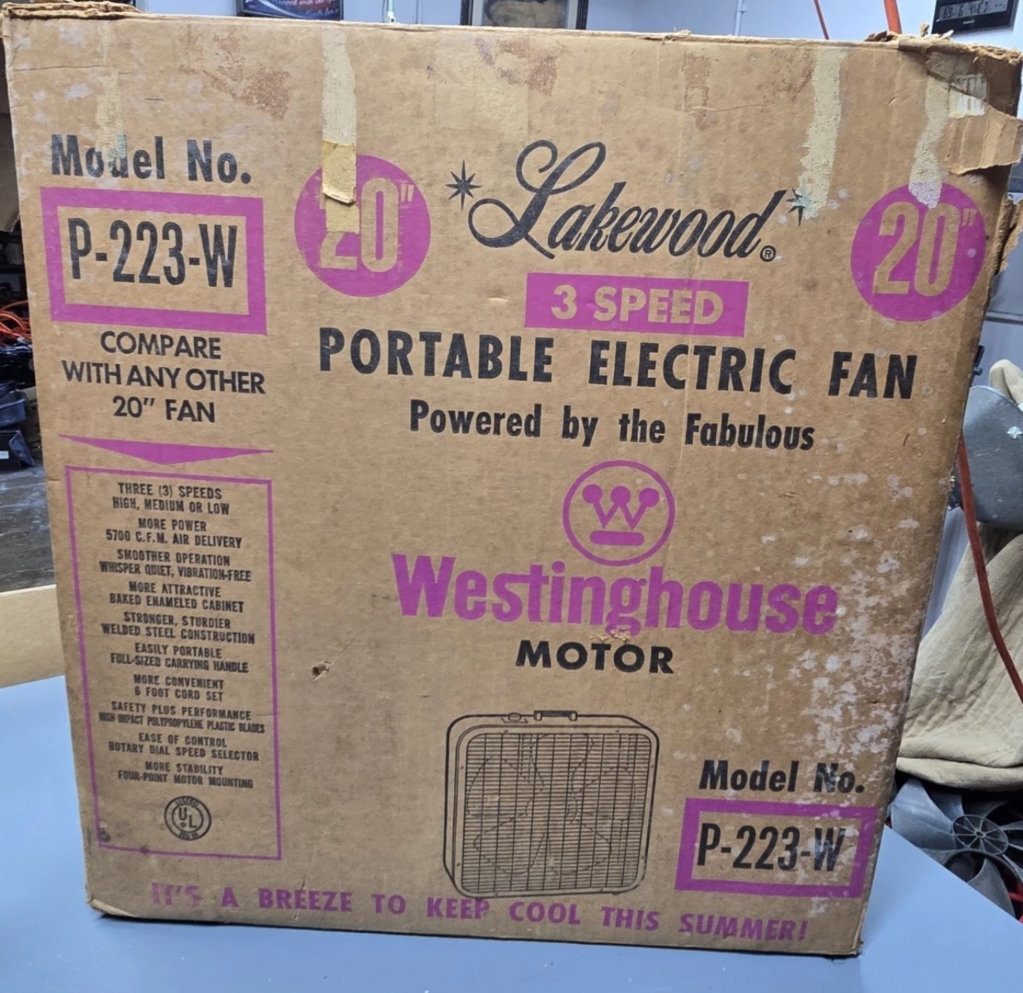 Model No.
P-223-W
COMPARE
WITH ANY OTHER
20" FAN
THREE (3) SPEEDS
HIGH, MEDIUM OR LOW
MORE POWER
5700 C.F.M. AIR DELIVERY
SMOOTHER OPERATION
WHISPER QUIET, VIBRATION-FREE
MORE ATTRACTIVE
BAKED ENAMELED CABINET
STRONGER, STURDIER
WELDED STEEL CONSTRUCTION
EASILY PORTABLE
FULL-SIZED CARRYING HANDLE
MORE CONVENIENT
6 FOOT CORD SET
SAFETY PLUS PERFORMANCE
HIGH IMPACT POLYPROPYLENE PLASTIC BLADES
EASE OF CONTROL
ROTARY DIAL SPEED SELECTOR
MORE STABILITY
FOUR-POINT MOTOR MOUNTING
UL
20"
Lakewood®
20"
3 SPEED
PORTABLE ELECTRIC FAN
Powered by the Fabulous
W
Westinghouse
MOTOR
Model No.
P-223-W
IT'S A BREEZE TO KEEP COOL THIS SUMMER!